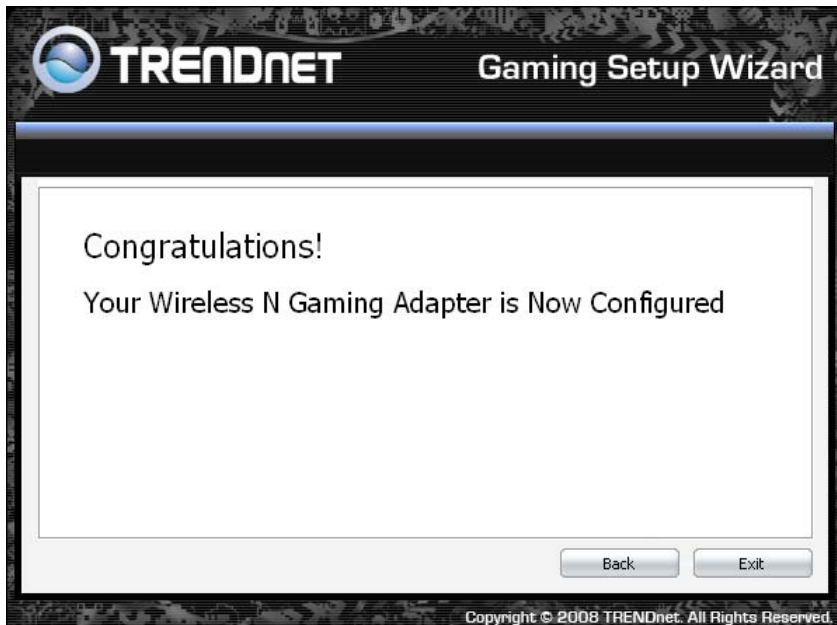 TRENDNET
Gaming Setup Wizard
Congratulations!
Your Wireless N Gaming Adapter is Now Configured
Back
Exit
Copyright © 2008 TRENDnet. All Rights Reserved.